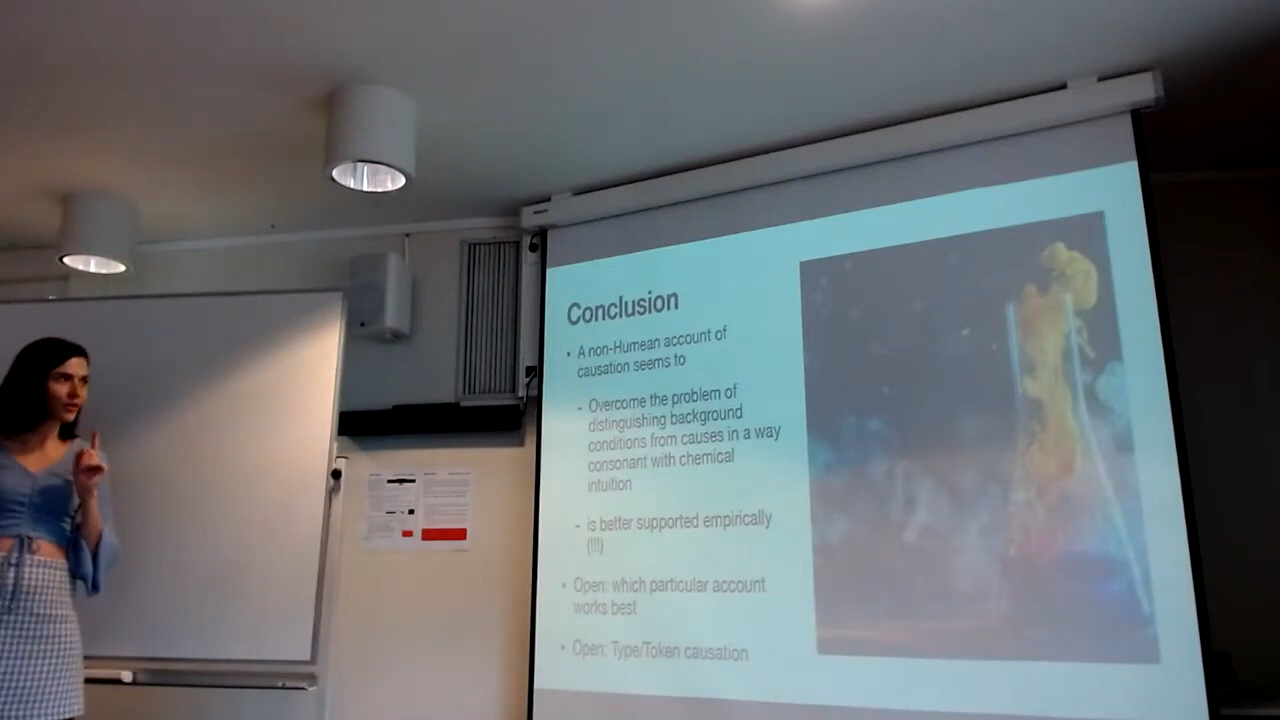 Conclusion
• A non-Humean account of
causation seems to
- Overcome the problem of
distinguishing background
conditions from causes in a way
consonant with chemical
intuition
- is better supported empirically
(!!!)
• Open: which particular account
works best
• Open: Type/Token causation